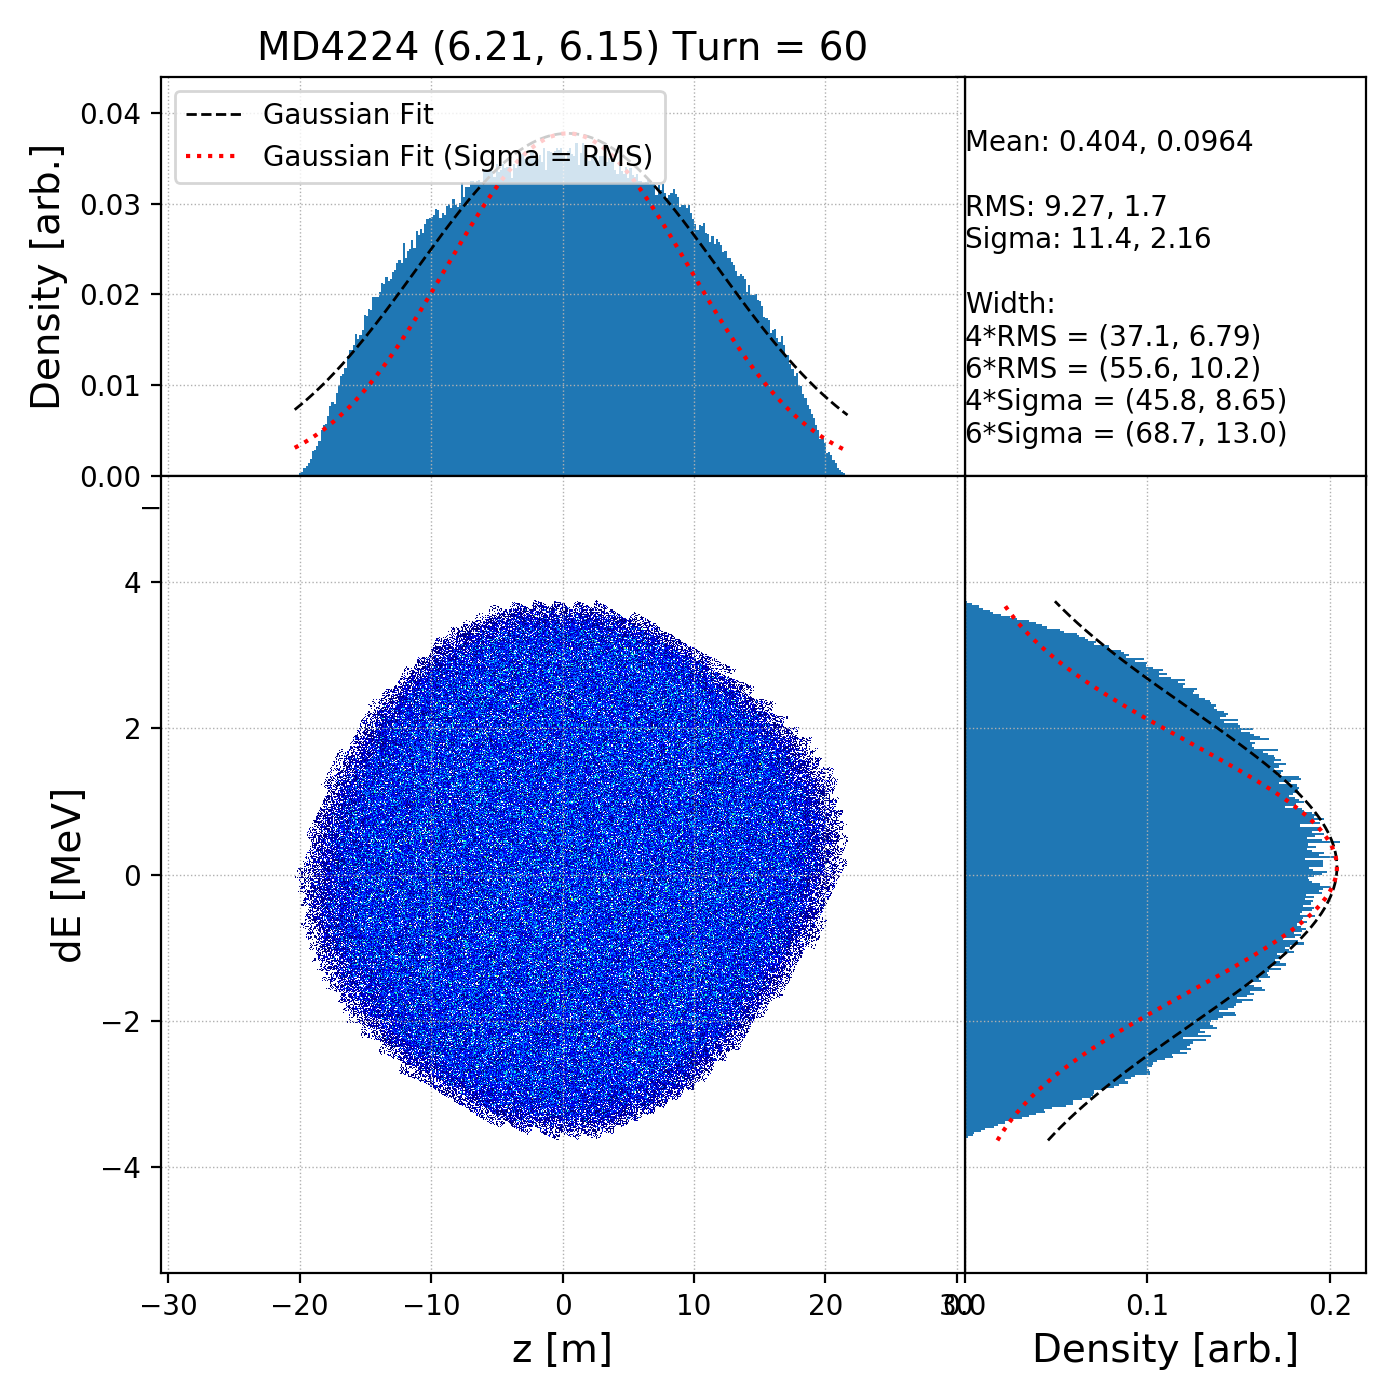 MD4224 (6.21, 6.15) Turn = 60
Gaussian Fit
Gaussian Fit (Sigma = RMS)
Density [arb.]
0.04
0.03
0.02
0.01
0.00
Mean: 0.404, 0.0964
RMS: 9.27, 1.7
Sigma: 11.4, 2.16
Width:
4*RMS = (37.1, 6.79)
6*RMS = (55.6, 10.2)
4*Sigma = (45.8, 8.65)
6*Sigma = (68.7, 13.0)
dE [MeV]
4
2
0
−2
−4
−30
−20
−10
0
10
20
30
z [m]
0.0
0.1
0.2
Density [arb.]